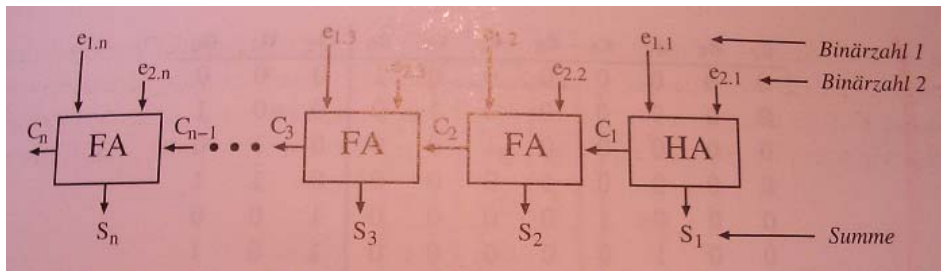 e1.n e1.3 e1.2 e1.1 Binärzahl 1
e2.n e2.3 e2.2 e2.1 Binärzahl 2
Cn FA Cn–1 ••• C3 FA C2 FA C1 HA
Sn S3 S2 S1 Summe